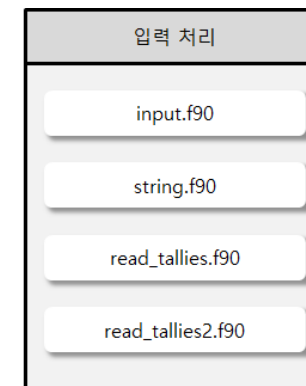 입력 처리
input.f90
string.f90
read_tallies.f90
read_tallies2.f90